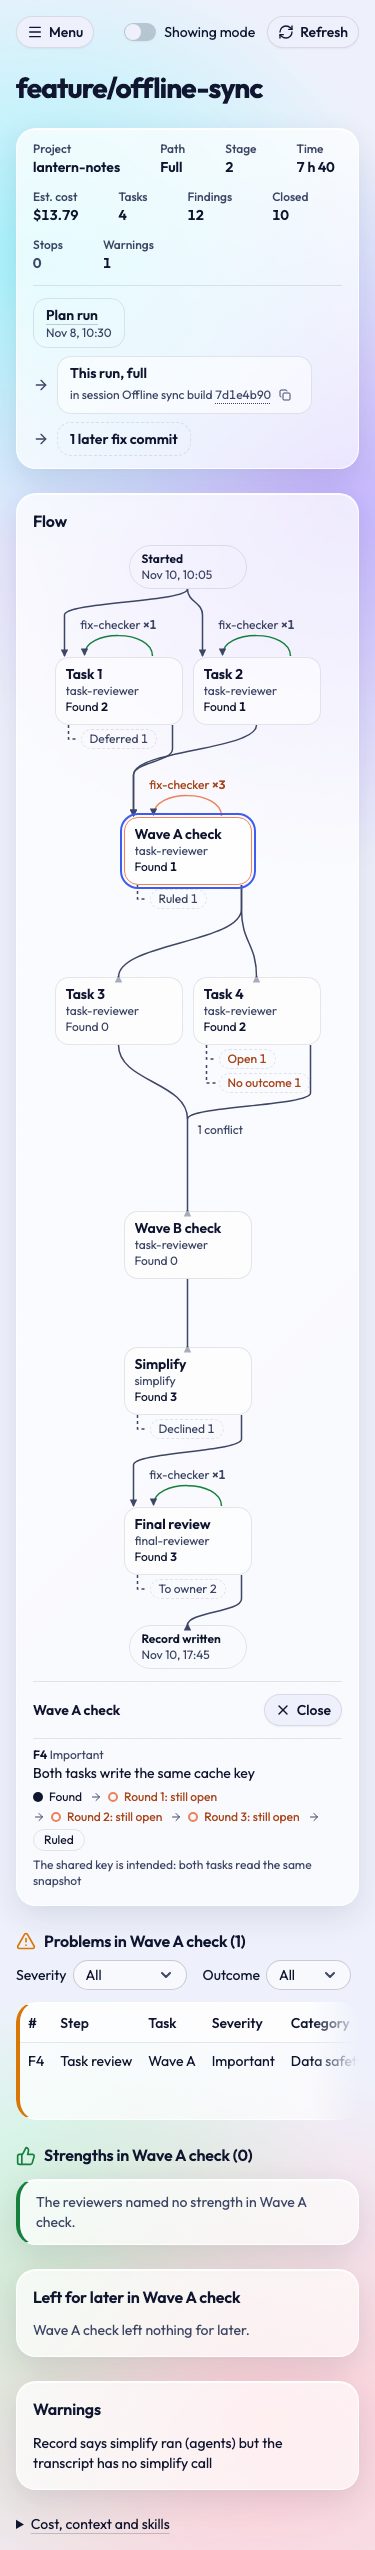 Menu
Showing mode
Refresh
feature/offline-sync
Project Path Stage Time
lantern-notes Full 2 7 h 40
Est. cost Tasks Findings Closed
$13.79 4 12 10
Stops Warnings
0 1
Plan run
Nov 8, 10:30
This run, full
in session Offline sync build 7d1e4b90
1 later fix commit
Flow
Started
Nov 10, 10:05
fix-checker ×1 fix-checker ×1
Task 1
task-reviewer
Found 2
Task 2
task-reviewer
Found 1
Deferred 1
fix-checker ×3
Wave A check
task-reviewer
Found 1
Ruled 1
Task 3
task-reviewer
Found 0
Task 4
task-reviewer
Found 2
Open 1
No outcome 1
1 conflict
Wave B check
task-reviewer
Found 0
Simplify
simplify
Found 3
Declined 1
fix-checker ×1
Final review
final-reviewer
Found 3
To owner 2
Record written
Nov 10, 17:45
Wave A check
Close
F4 Important
Both tasks write the same cache key
Found → Round 1: still open
→ Round 2: still open → Round 3: still open →
Ruled
The shared key is intended: both tasks read the same
snapshot
Problems in Wave A check (1)
Severity All Outcome All
# Step Task Severity Category
F4 Task review Wave A Important Data safet
Strengths in Wave A check (0)
The reviewers named no strength in Wave A
check.
Left for later in Wave A check
Wave A check left nothing for later.
Warnings
Record says simplify ran (agents) but the
transcript has no simplify call
Cost, context and skills